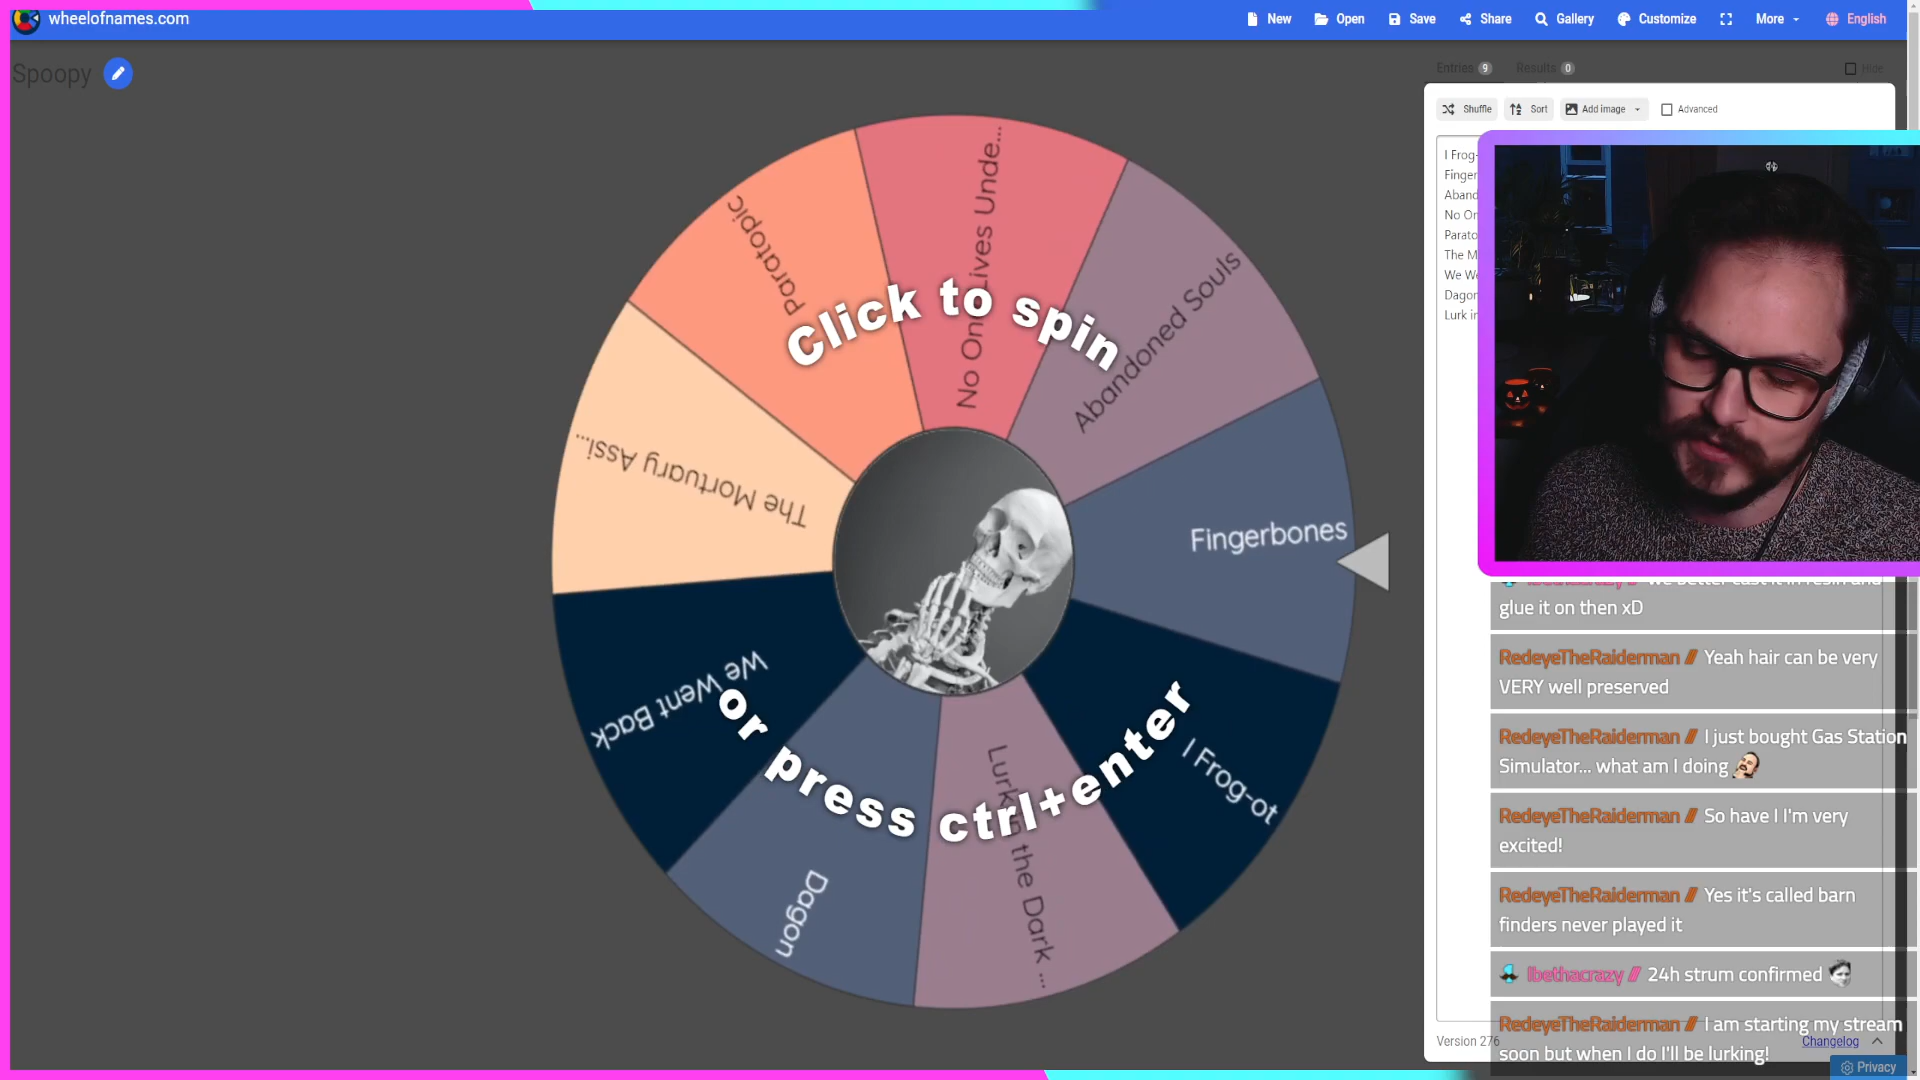 wheelofnames.com
New
Open
Save
Share
Gallery
Customize
More
English
Spoopy
Entries 9
Results 0
Hide
Shuffle
Sort
Add image
Advanced
I Frog-
Finger
Aband
No On
Parato
The M
We We
Dagon
Lurk in
Click to spin
or press ctrl+enter
Paratopic
No One Lives Unde...
Abandoned Souls
Fingerbones
I Frog-ot
Lurk in the Dark ...
Dagon
We Went Back
The Mortuary Assi...
glue it on then xD
RedeyeTheRaiderman // Yeah hair can be very
VERY well preserved
RedeyeTheRaiderman // I just bought Gas Station
Simulator... what am I doing
RedeyeTheRaiderman // So have I I'm very
excited!
RedeyeTheRaiderman // Yes it's called barn
finders never played it
lbethacrazy // 24h strum confirmed
RedeyeTheRaiderman // I am starting my stream
soon but when I do I'll be lurking!
Version 276
Changelog
Privacy